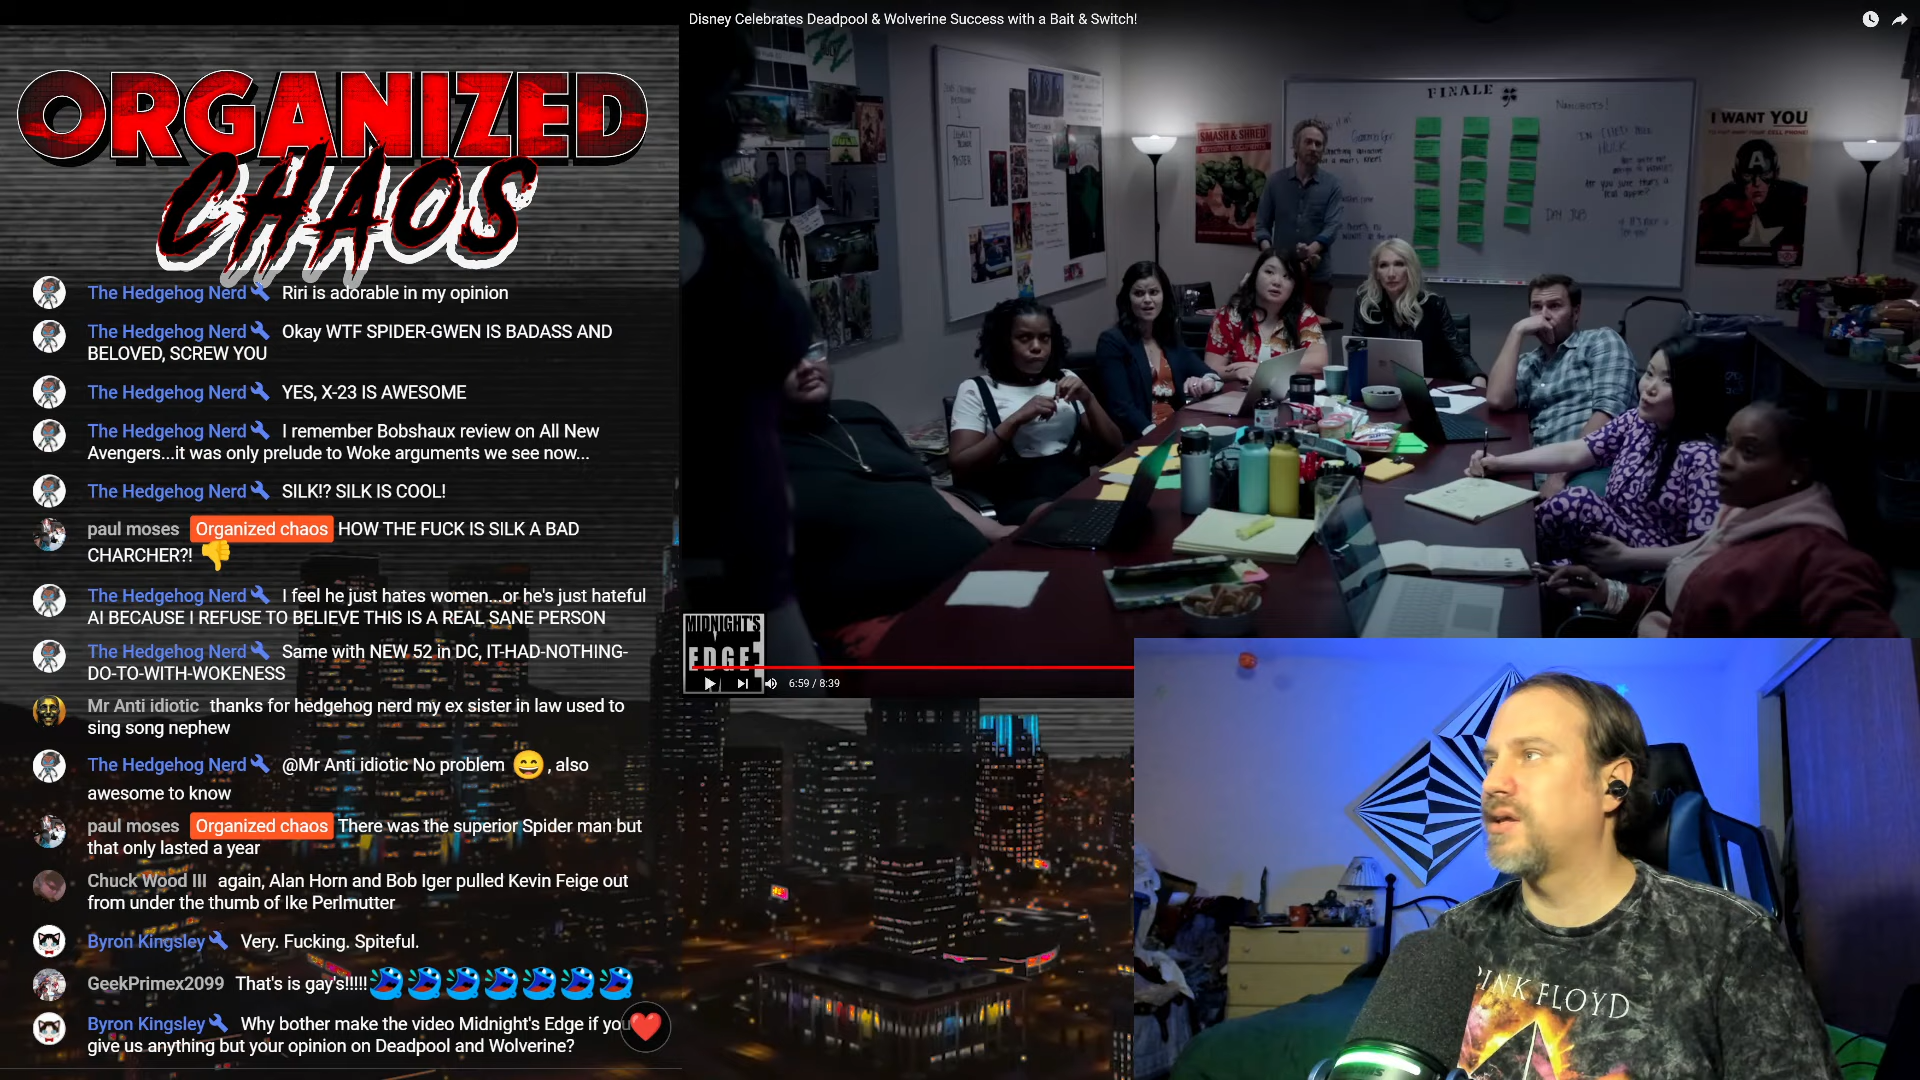 Disney Celebrates Deadpool & Wolverine Success with a Bait & Switch!
ORGANIZED
CHAOS
The Hedgehog Nerd Riri is adorable in my opinion
The Hedgehog Nerd Okay WTF SPIDER-GWEN IS BADASS AND
BELOVED, SCREW YOU
The Hedgehog Nerd YES, X-23 IS AWESOME
The Hedgehog Nerd I remember Bobshaux review on All New
Avengers...it was only prelude to Woke arguments we see now...
The Hedgehog Nerd SILK!? SILK IS COOL!
paul moses Organized chaos HOW THE FUCK IS SILK A BAD
CHARCHER?! 👎
The Hedgehog Nerd I feel he just hates women...or he's just hateful
AI BECAUSE I REFUSE TO BELIEVE THIS IS A REAL SANE PERSON
The Hedgehog Nerd Same with NEW 52 in DC, IT-HAD-NOTHING-
DO-TO-WITH-WOKENESS
Mr Anti idiotic thanks for hedgehog nerd my ex sister in law used to
sing song nephew
The Hedgehog Nerd @Mr Anti idiotic No problem 😄, also
awesome to know
paul moses Organized chaos There was the superior Spider man but
that only lasted a year
Chuck Wood III again, Alan Horn and Bob Iger pulled Kevin Feige out
from under the thumb of Ike Perlmutter
Byron Kingsley Very. Fucking. Spiteful.
GeekPrimex2099 That's is gay's!!!!!
Byron Kingsley Why bother make the video Midnight's Edge if you
give us anything but your opinion on Deadpool and Wolverine?
FINALE
NANOBOTS!
SMASH & SHRED
I WANT YOU
TO PUT AWAY YOUR CELL PHONE!
LEGALLY
BLONDE
POSTER
MIDNIGHT'S
EDGE
6:59 / 8:39
PINK FLOYD